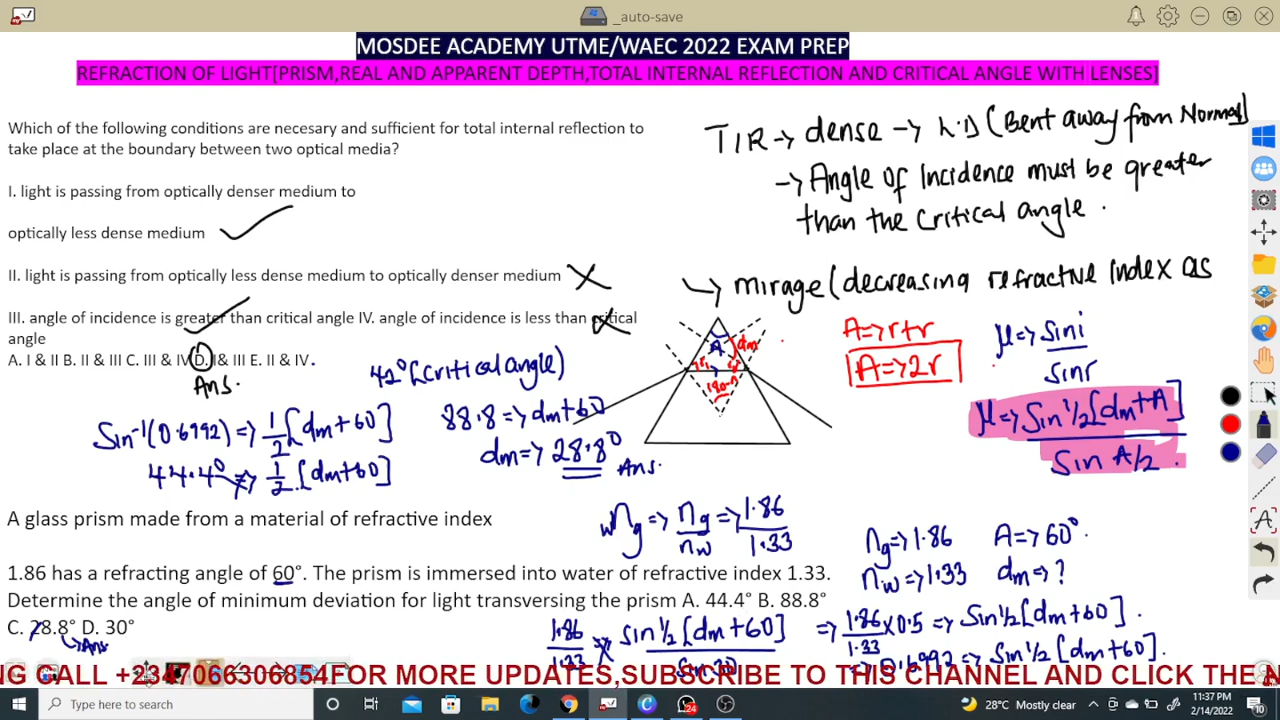 _auto-save
MOSDEE ACADEMY UTME/WAEC 2022 EXAM PREP
REFRACTION OF LIGHT[PRISM,REAL AND APPARENT DEPTH,TOTAL INTERNAL REFLECTION AND CRITICAL ANGLE WITH LENSES]
Which of the following conditions are necesary and sufficient for total internal reflection to
take place at the boundary between two optical media?
I. light is passing from optically denser medium to
optically less dense medium
II. light is passing from optically less dense medium to optically denser medium
III. angle of incidence is greater than critical angle IV. angle of incidence is less than critical
angle
A. I & II B. II & III C. III & IV D. I & III E. II & IV.
Ans.
TIR → dense → L.D (Bent away from Normal)
→ Angle of Incidence must be greater
than the Critical angle.
↳ mirage (decreasing refractive Index as
A
dm
A => r + r
A => 2r
μ => sini
sinr
μ => Sin ½[dm + A]
Sin A/2.
42° [critical angle)
Sin⁻¹(0.6992) => ½[dm + 60]
44.4° => ½[dm + 60]
88.8 => dm + 60
dm => 28.8°
Ans.
A glass prism made from a material of refractive index
1.86 has a refracting angle of 60°. The prism is immersed into water of refractive index 1.33.
Determine the angle of minimum deviation for light transversing the prism A. 44.4° B. 88.8°
C. 28.8° D. 30°
Ans
wng => ng => 1.86
nw 1.33
ng => 1.86 A => 60°.
nw => 1.33 dm => ?
1.86 => sin ½[dm + 60]
1.33 sin 30
=> 1.86 x 0.5 => Sin ½[dm + 60].
1.33
=> 0.6992 => Sin ½[dm + 60].
NG CALL +2347066306854FOR MORE UPDATES,SUBSCRIBE TO THIS CHANNEL AND CLICK THE N
Type here to search
24
28°C Mostly clear
11:37 PM
2/14/2022
10